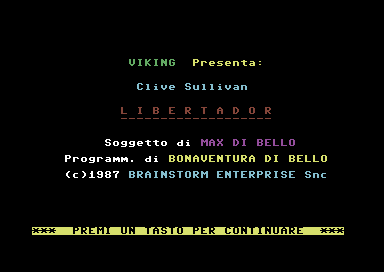 VIKING Presenta:
Clive Sullivan
L I B E R T A D O R
Soggetto di MAX DI BELLO
Programm. di BONAVENTURA DI BELLO
(c)1987 BRAINSTORM ENTERPRISE Snc
*** PREMI UN TASTO PER CONTINUARE ***